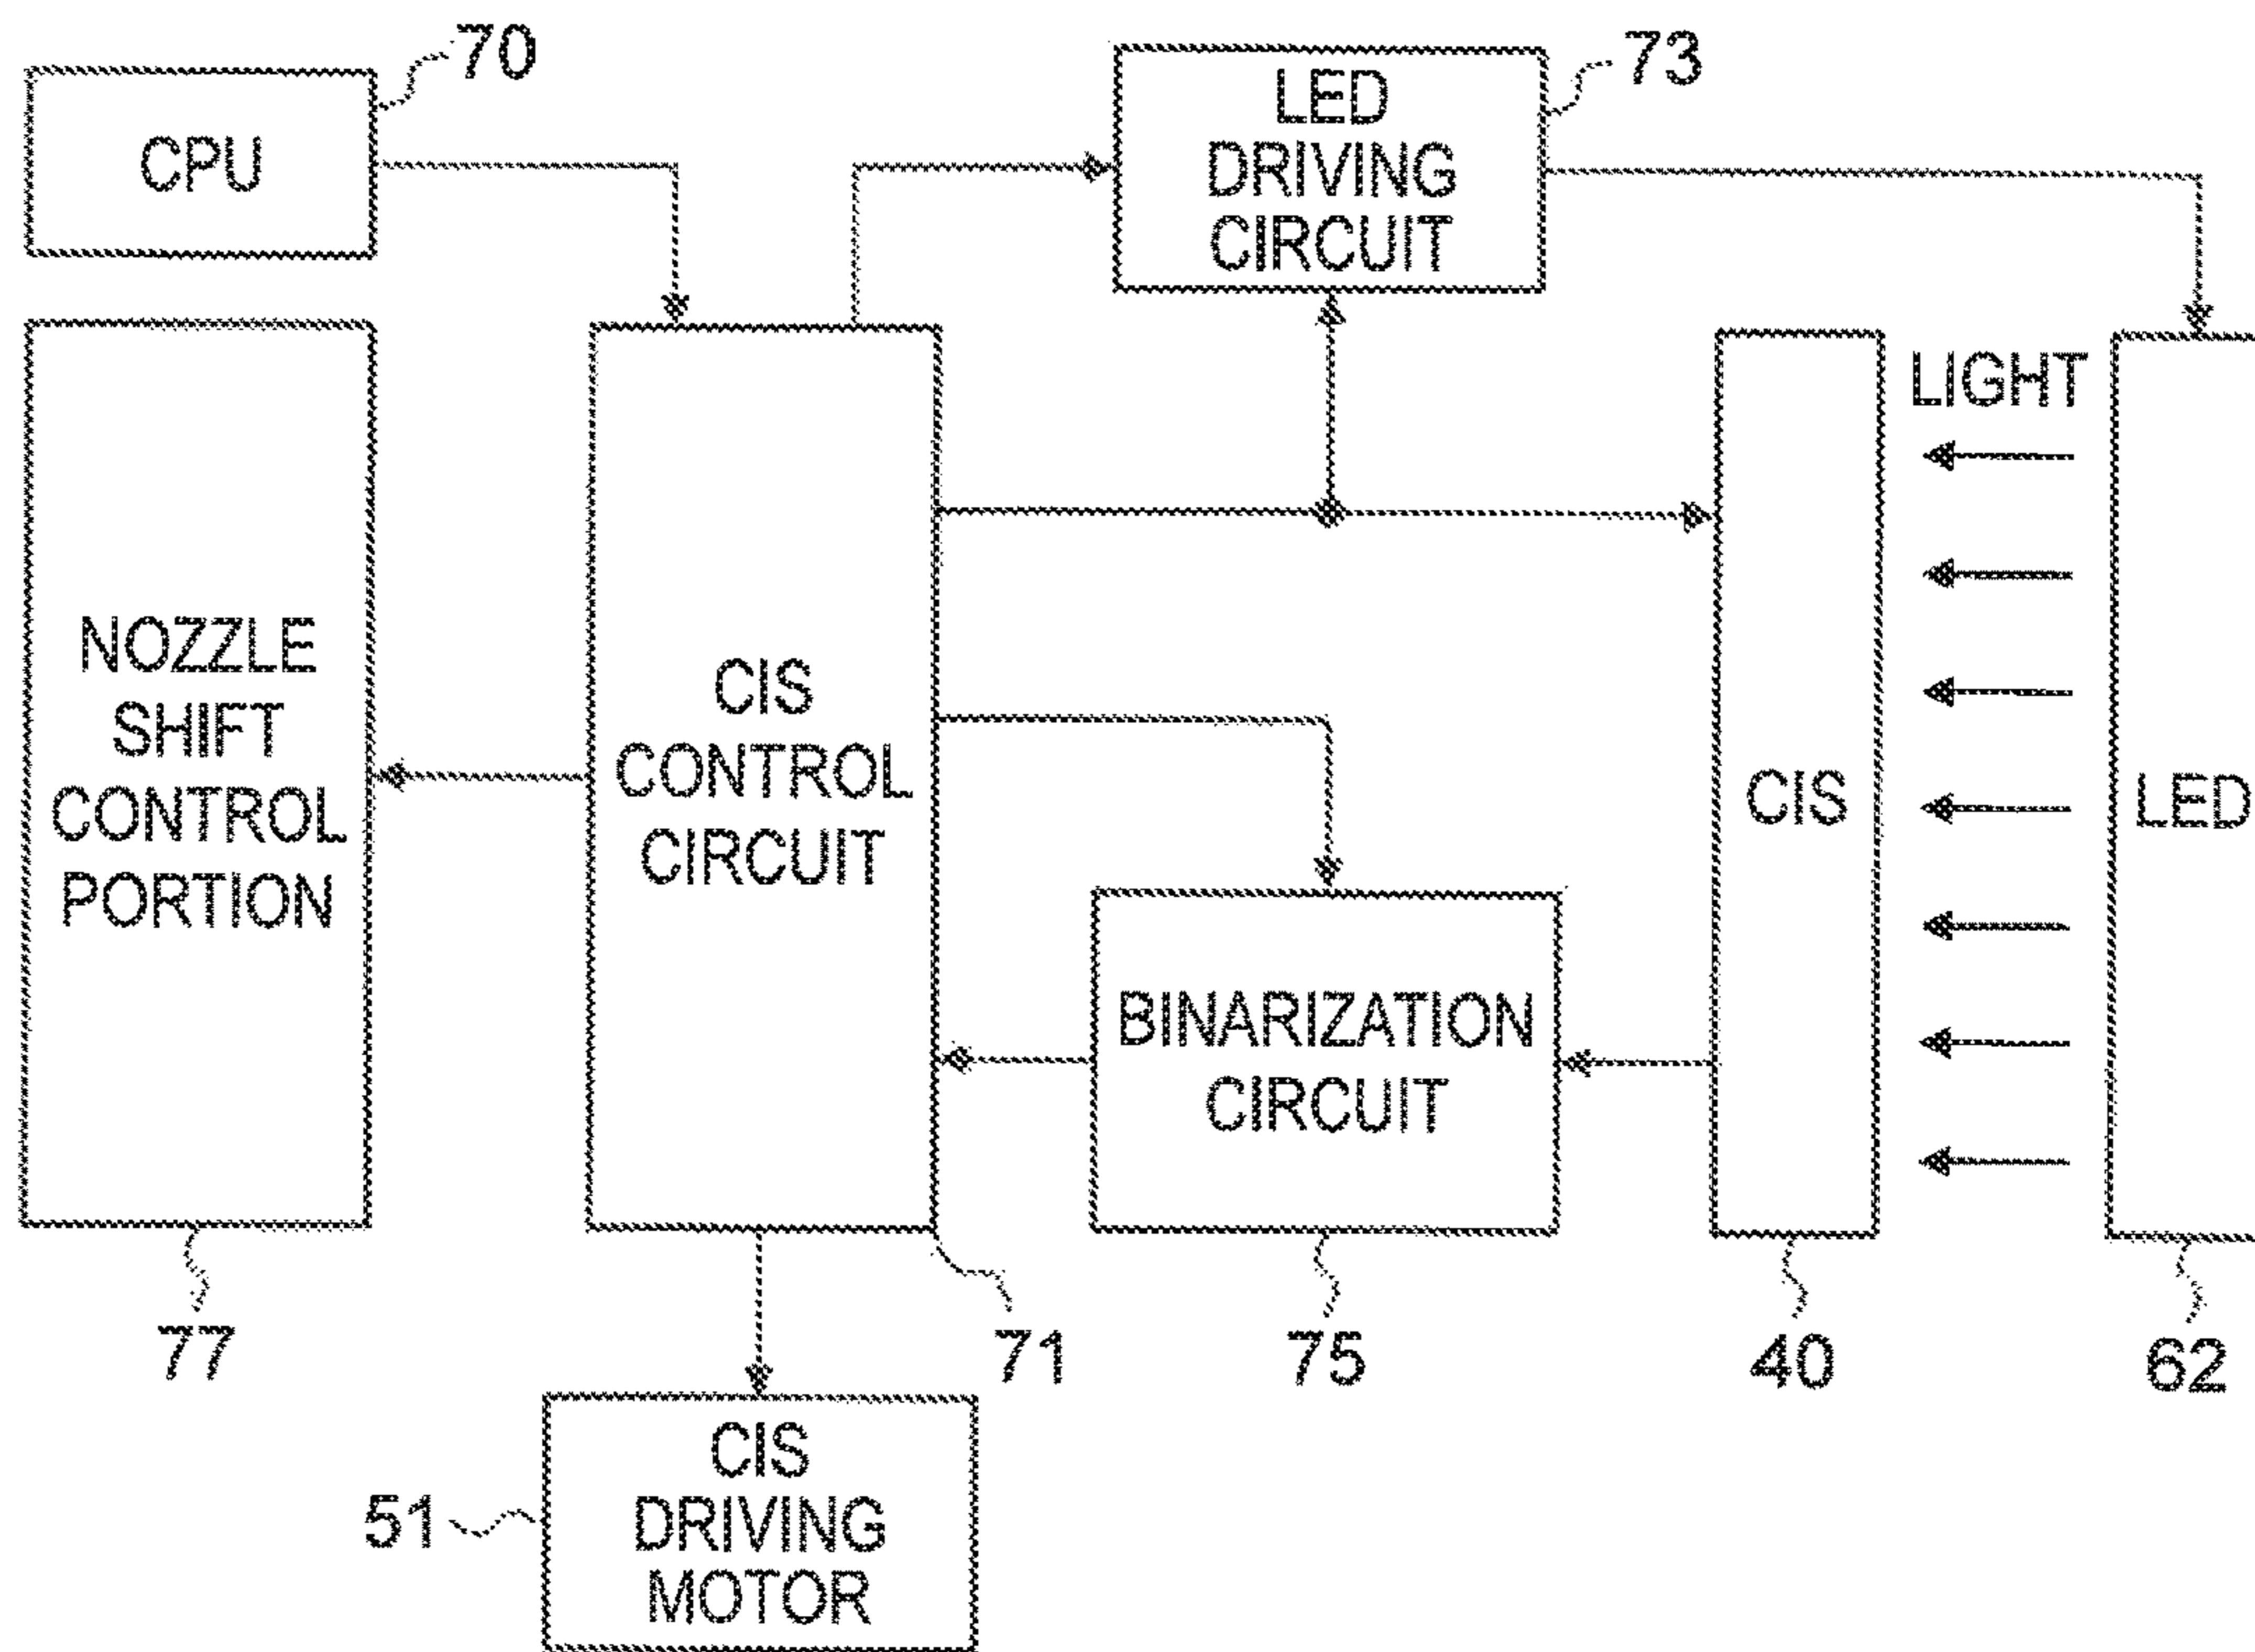 70
CPU
LED
DRIVING
CIRCUIT
73
NOZZLE
SHIFT
CONTROL
PORTION
77
CIS
CONTROL
CIRCUIT
71
BINARIZATION
CIRCUIT
75
CIS
40
LIGHT
LED
62
51
CIS
DRIVING
MOTOR